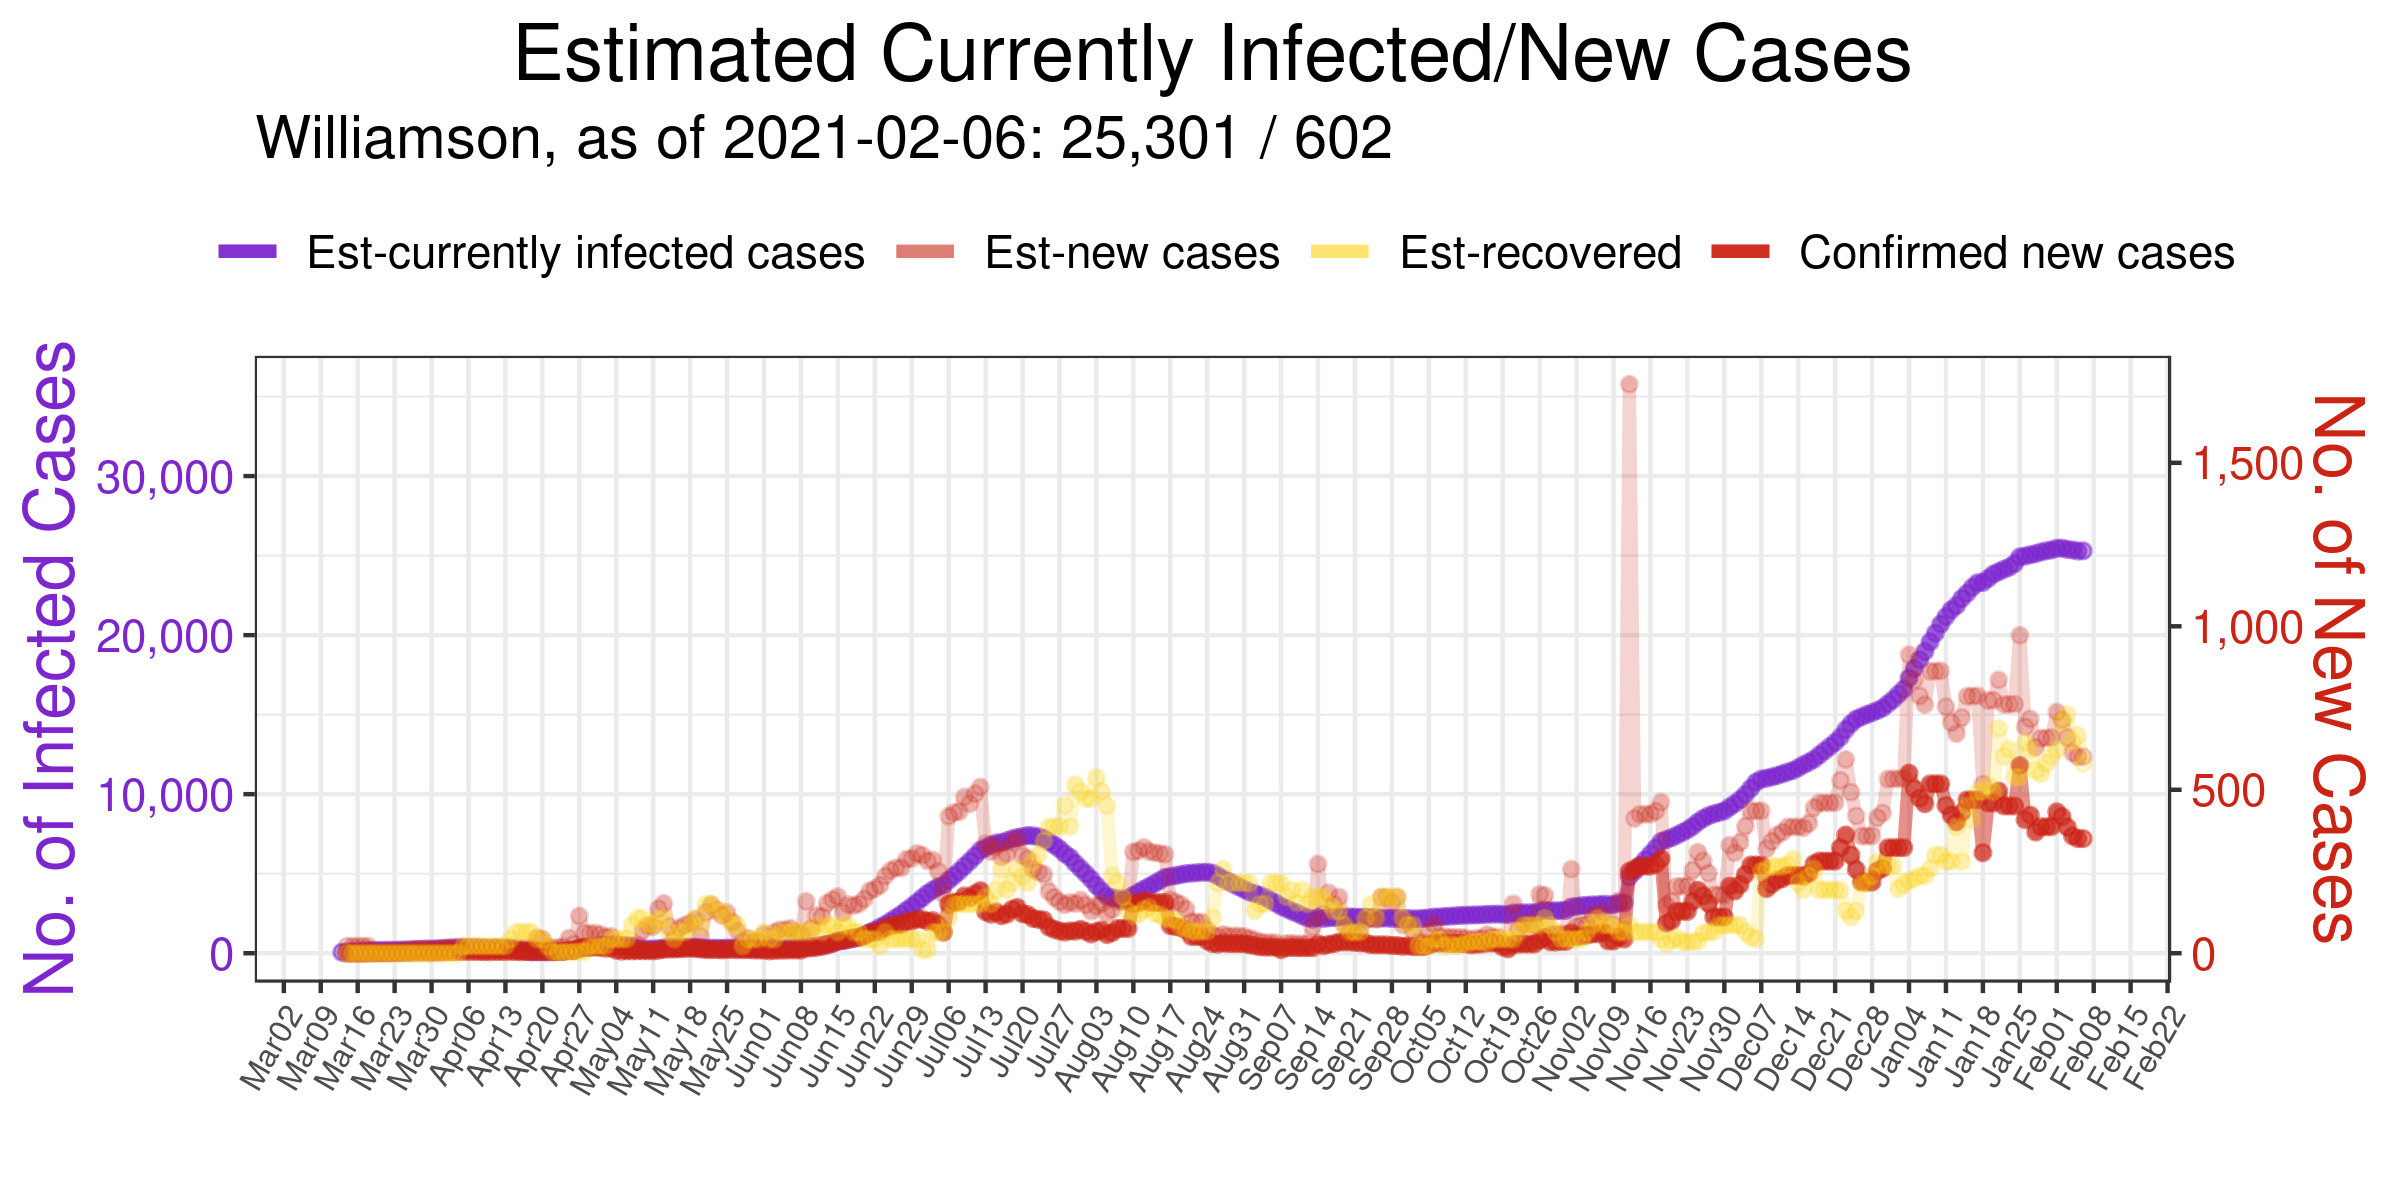 Estimated Currently Infected/New Cases
Williamson, as of 2021-02-06: 25,301 / 602
Est-currently infected cases Est-new cases Est-recovered Confirmed new cases
No. of Infected Cases
30,000
20,000
10,000
0
1,500
1,000
500
0
No. of New Cases
Mar02 Mar09 Mar16 Mar23 Mar30 Apr06 Apr13 Apr20 Apr27 May04 May11 May18 May25 Jun01 Jun08 Jun15 Jun22 Jun29 Jul06 Jul13 Jul20 Jul27 Aug03 Aug10 Aug17 Aug24 Aug31 Sep07 Sep14 Sep21 Sep28 Oct05 Oct12 Oct19 Oct26 Nov02 Nov09 Nov16 Nov23 Nov30 Dec07 Dec14 Dec21 Dec28 Jan04 Jan11 Jan18 Jan25 Feb01 Feb08 Feb15 Feb22